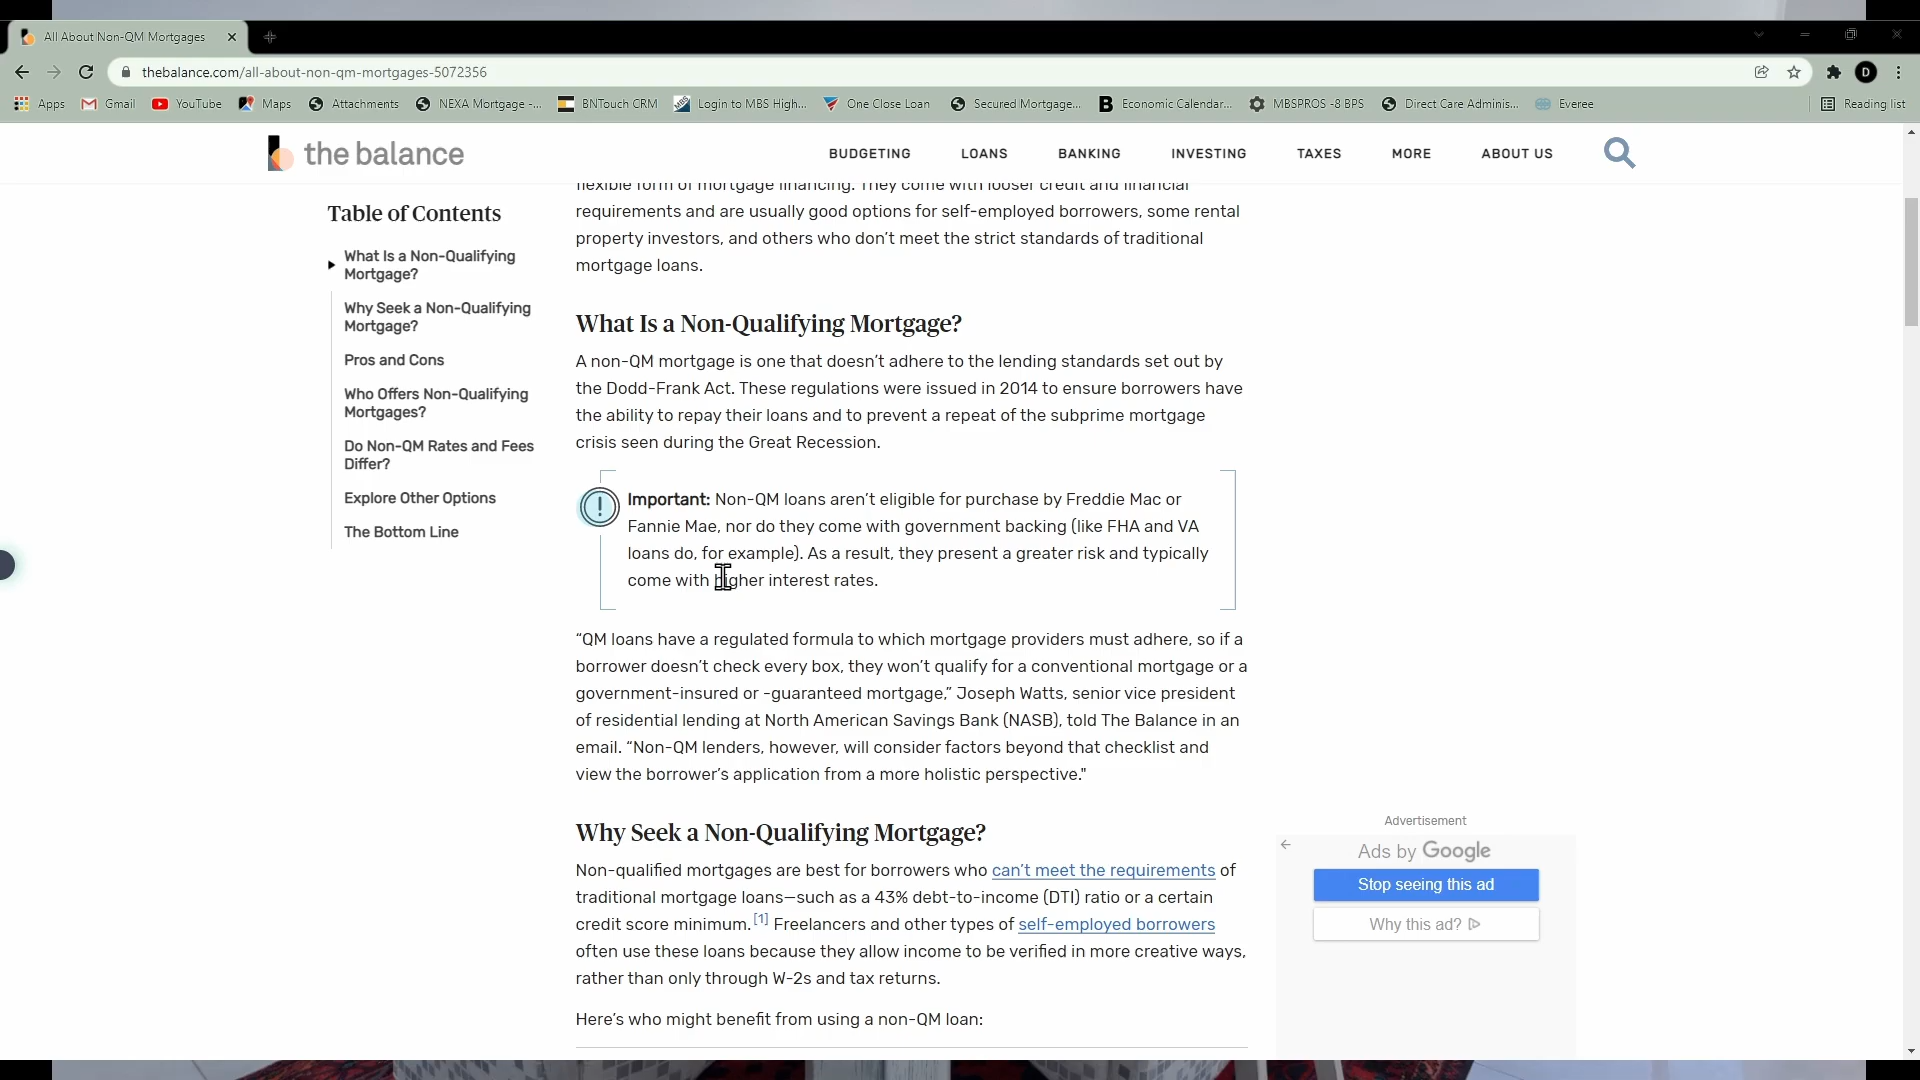 All About Non-QM Mortgages
thebalance.com/all-about-non-qm-mortgages-5072356
D
Apps
Gmail
YouTube
Maps
Attachments
NEXA Mortgage -...
BNTouch CRM
Login to MBS High...
One Close Loan
Secured Mortgage...
Economic Calendar...
MBSPROS -8 BPS
Direct Care Adminis...
Everee
Reading list
the balance
BUDGETING
LOANS
BANKING
INVESTING
TAXES
MORE
ABOUT US
Table of Contents
What Is a Non-Qualifying
Mortgage?
Why Seek a Non-Qualifying
Mortgage?
Pros and Cons
Who Offers Non-Qualifying
Mortgages?
Do Non-QM Rates and Fees
Differ?
Explore Other Options
The Bottom Line
flexible form of mortgage financing. They come with looser credit and financial
requirements and are usually good options for self-employed borrowers, some rental
property investors, and others who don't meet the strict standards of traditional
mortgage loans.
What Is a Non-Qualifying Mortgage?
A non-QM mortgage is one that doesn't adhere to the lending standards set out by
the Dodd-Frank Act. These regulations were issued in 2014 to ensure borrowers have
the ability to repay their loans and to prevent a repeat of the subprime mortgage
crisis seen during the Great Recession.
Important: Non-QM loans aren't eligible for purchase by Freddie Mac or
Fannie Mae, nor do they come with government backing (like FHA and VA
loans do, for example). As a result, they present a greater risk and typically
come with higher interest rates.
“QM loans have a regulated formula to which mortgage providers must adhere, so if a
borrower doesn't check every box, they won't qualify for a conventional mortgage or a
government-insured or -guaranteed mortgage,” Joseph Watts, senior vice president
of residential lending at North American Savings Bank (NASB), told The Balance in an
email. “Non-QM lenders, however, will consider factors beyond that checklist and
view the borrower's application from a more holistic perspective."
Why Seek a Non-Qualifying Mortgage?
Non-qualified mortgages are best for borrowers who can't meet the requirements of
traditional mortgage loans—such as a 43% debt-to-income (DTI) ratio or a certain
credit score minimum. [1] Freelancers and other types of self-employed borrowers
often use these loans because they allow income to be verified in more creative ways,
rather than only through W-2s and tax returns.
Here's who might benefit from using a non-QM loan:
Advertisement
Ads by Google
Stop seeing this ad
Why this ad?